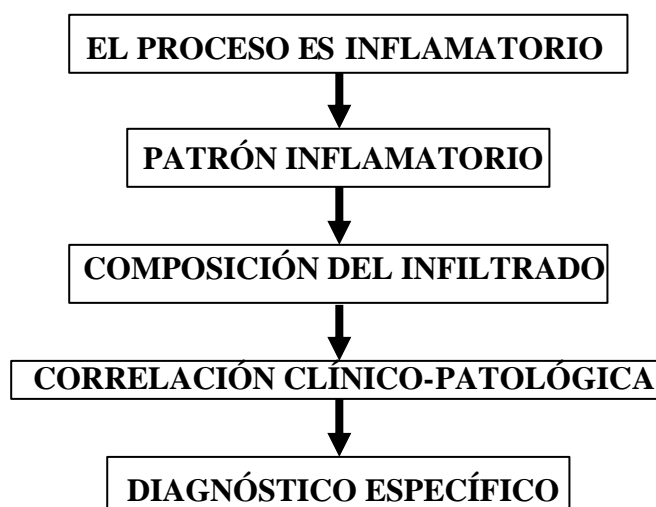 EL PROCESO ES INFLAMATORIO
PATRÓN INFLAMATORIO
COMPOSICIÓN DEL INFILTRADO
CORRELACIÓN CLÍNICO-PATOLÓGICA
DIAGNÓSTICO ESPECÍFICO